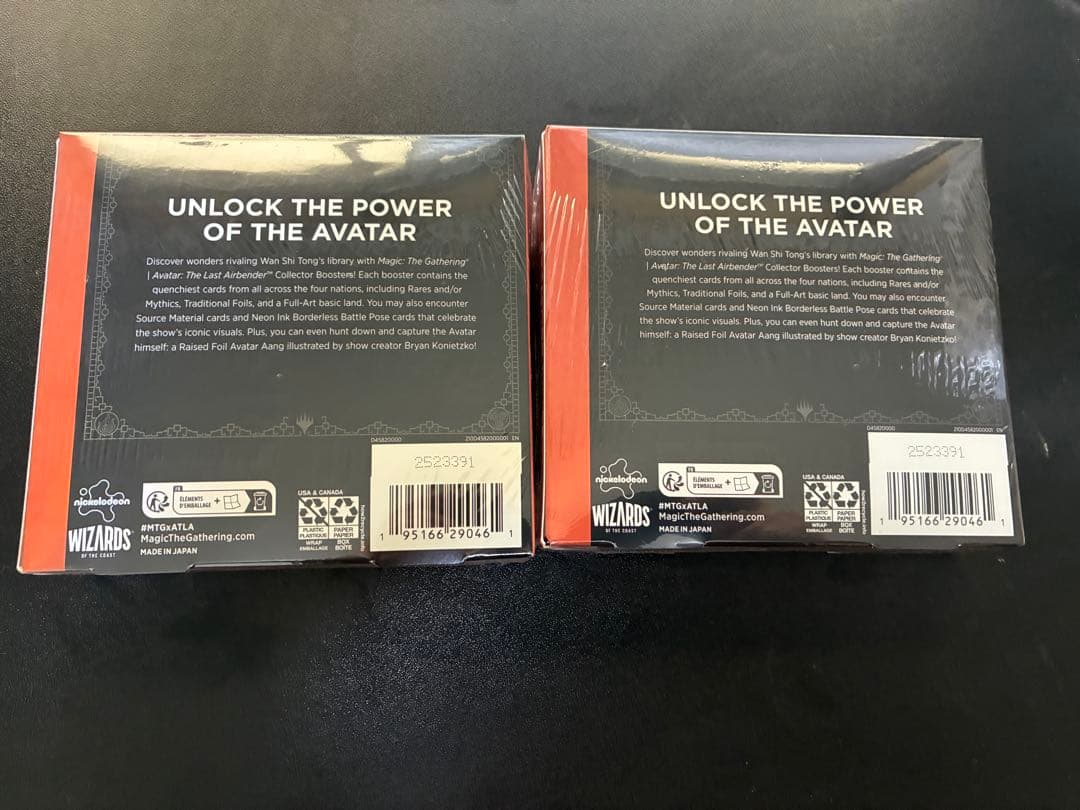 UNLOCK THE POWER
OF THE AVATAR
Discover wonders rivaling Wan Shi Tong's library with Magic: The Gathering®
| Avatar: The Last Airbender™ Collector Boosters! Each booster contains the
quenchiest cards from all across the four nations, including Rares and/or
Mythics, Traditional Foils, and a Full-Art basic land. You may also encounter
Source Material cards and Neon Ink Borderless Battle Pose cards that celebrate
the show's iconic visuals. Plus, you can even hunt down and capture the Avatar
himself: a Raised Foil Avatar Aang illustrated by show creator Bryan Konietzko!
D45820000 210D45820000001 EN
2523391
nickelodeon
FR
ÉLÉMENTS
D'EMBALLAGE
+
WIZARDS
OF THE COAST
#MTGxATLA
MagicTheGathering.com
MADE IN JAPAN
USA & CANADA
PLASTIC
PLASTIQUE
WRAP
EMBALLAGE
PAPER
PAPIER
BOX
BOÎTE
how2recycle.info
1 95166 29046 1
UNLOCK THE POWER
OF THE AVATAR
Discover wonders rivaling Wan Shi Tong's library with Magic: The Gathering®
| Avatar: The Last Airbender™ Collector Boosters! Each booster contains the
quenchiest cards from all across the four nations, including Rares and/or
Mythics, Traditional Foils, and a Full-Art basic land. You may also encounter
Source Material cards and Neon Ink Borderless Battle Pose cards that celebrate
the show's iconic visuals. Plus, you can even hunt down and capture the Avatar
himself: a Raised Foil Avatar Aang illustrated by show creator Bryan Konietzko!
D45820000 210D45820000001 EN
2523391
nickelodeon
FR
ÉLÉMENTS
D'EMBALLAGE
+
WIZARDS
OF THE COAST
#MTGxATLA
MagicTheGathering.com
MADE IN JAPAN
USA & CANADA
PLASTIC
PLASTIQUE
WRAP
EMBALLAGE
PAPER
PAPIER
BOX
BOÎTE
how2recycle.info
1 95166 29046 1